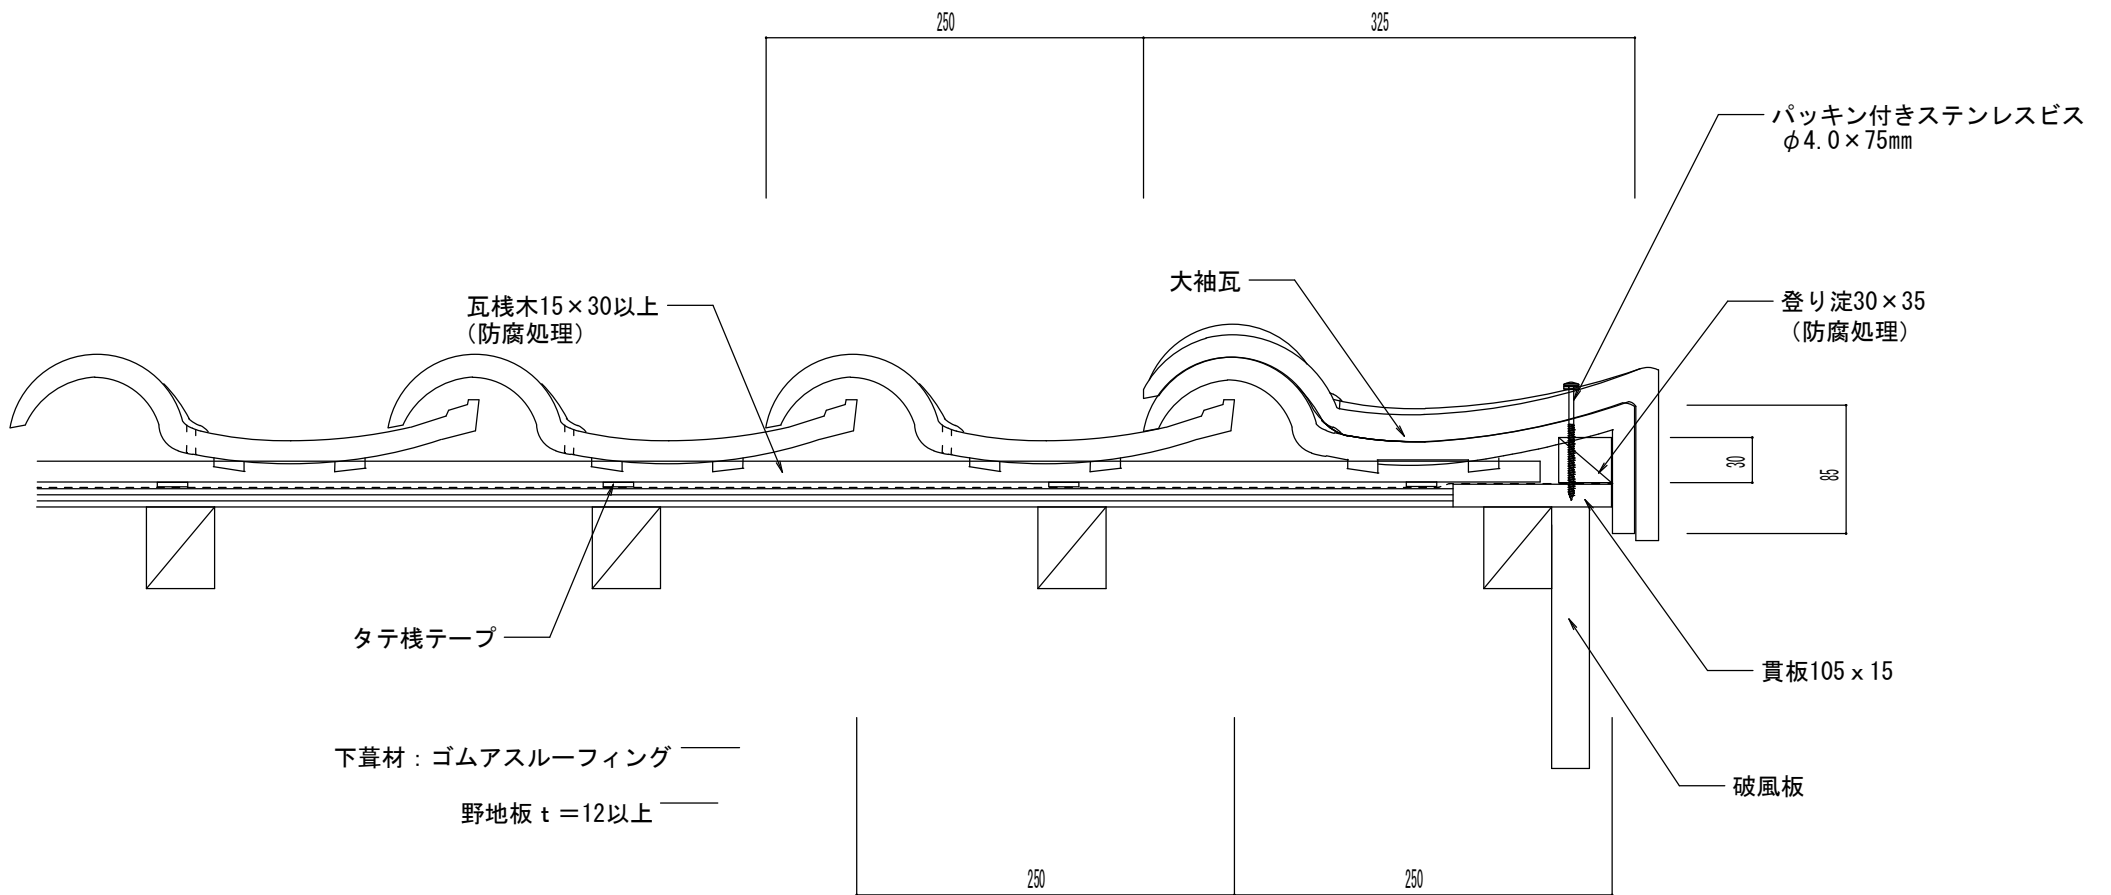 250
325
パッキン付きステンレスビス
φ4.0×75mm
大袖瓦
瓦桟木15×30以上
（防腐処理）
登り淀30×35
（防腐処理）
30
85
タテ桟テープ
貫板105ｘ15
下葺材：ゴムアスルーフィング
破風板
野地板ｔ＝12以上
250
250